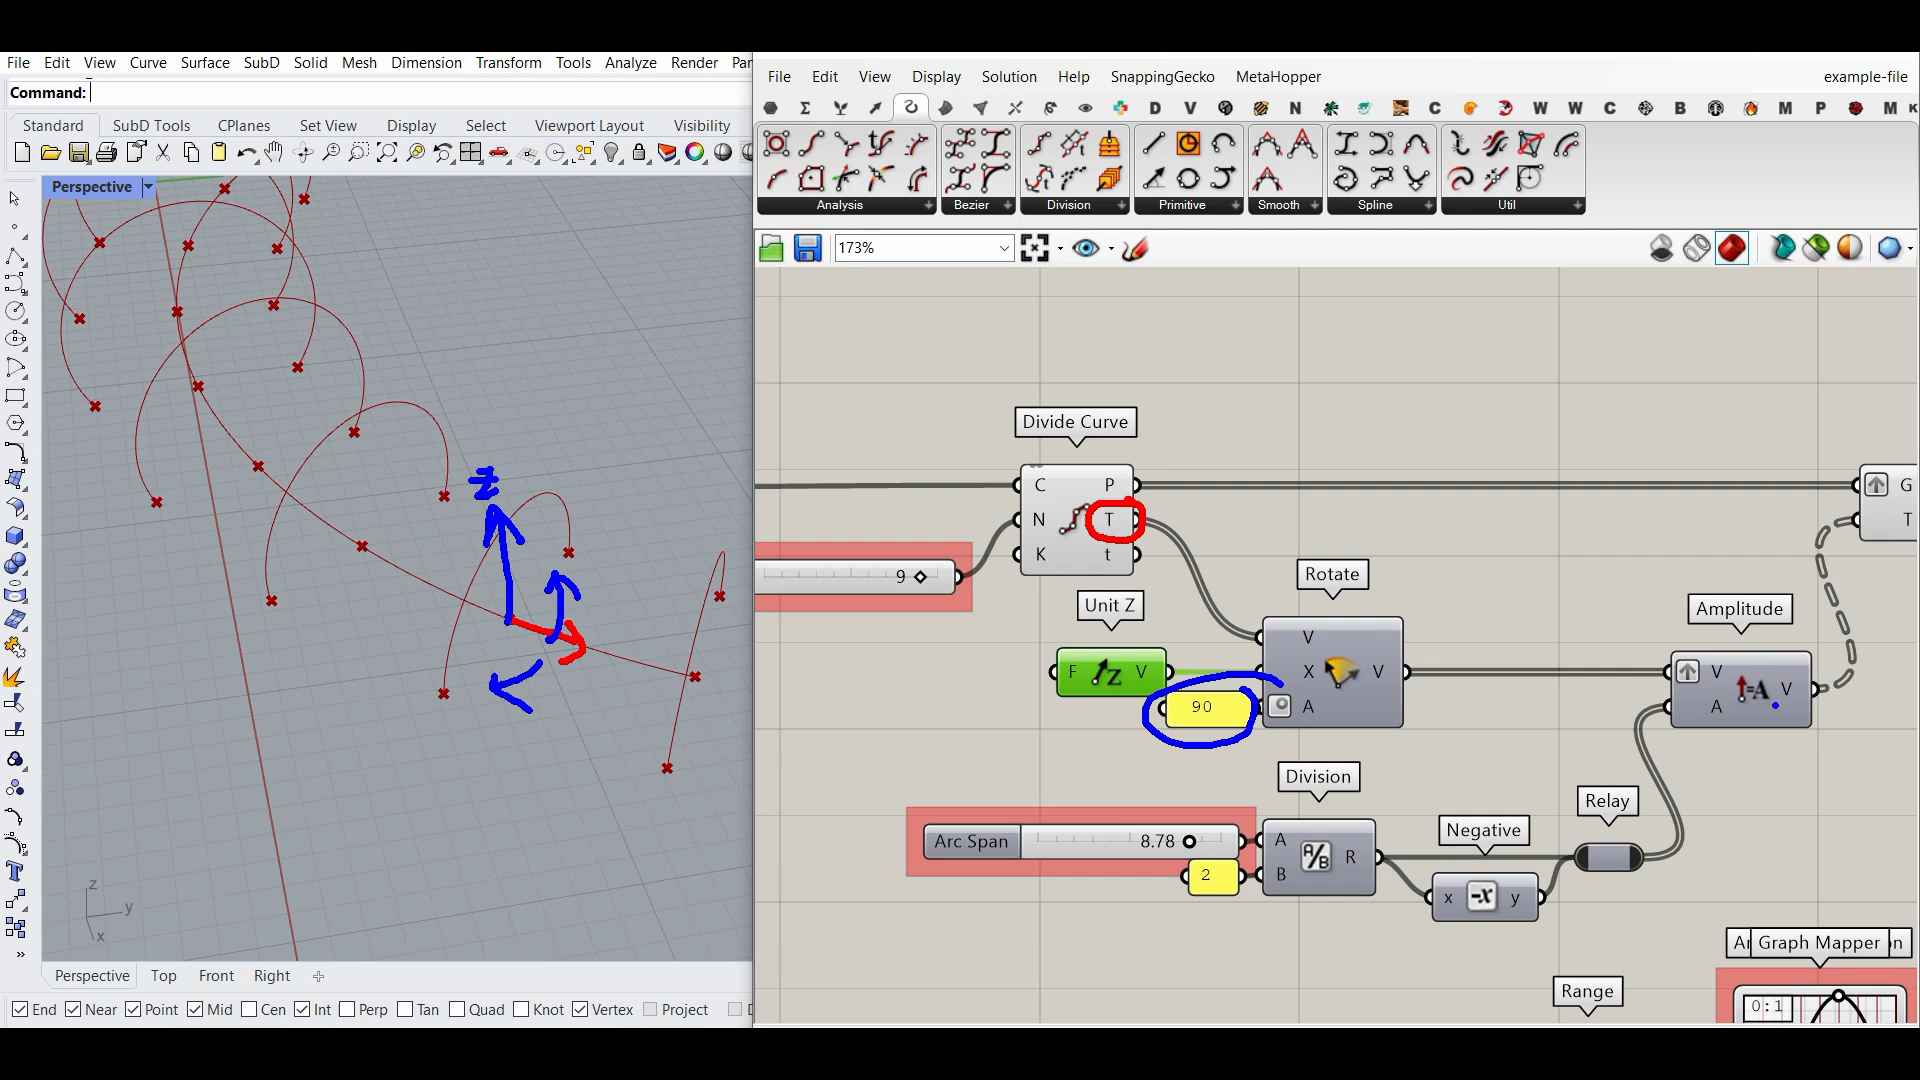 File Edit View Curve Surface SubD Solid Mesh Dimension Transform Tools Analyze Render Par
Command:
Standard SubD Tools CPlanes Set View Display Select Viewport Layout Visibility
Perspective
z
z
y
x
Perspective Top Front Right
End Near Point Mid Cen Int Perp Tan Quad Knot Vertex Project
File Edit View Display Solution Help SnappingGecko MetaHopper example-file
Σ D V N C W W C B M P M K
Analysis Bezier Division Primitive Smooth Spline Util
173%
Divide Curve
C P
N T
K t
9
G
T
Unit Z
F Z V
90
Rotate
V
X V
A
Amplitude
V =A V
A
Division
Arc Span 8.78
2
A A/B R
B
Negative
x -x y
Relay
Ar Graph Mapper on
Range
0:1